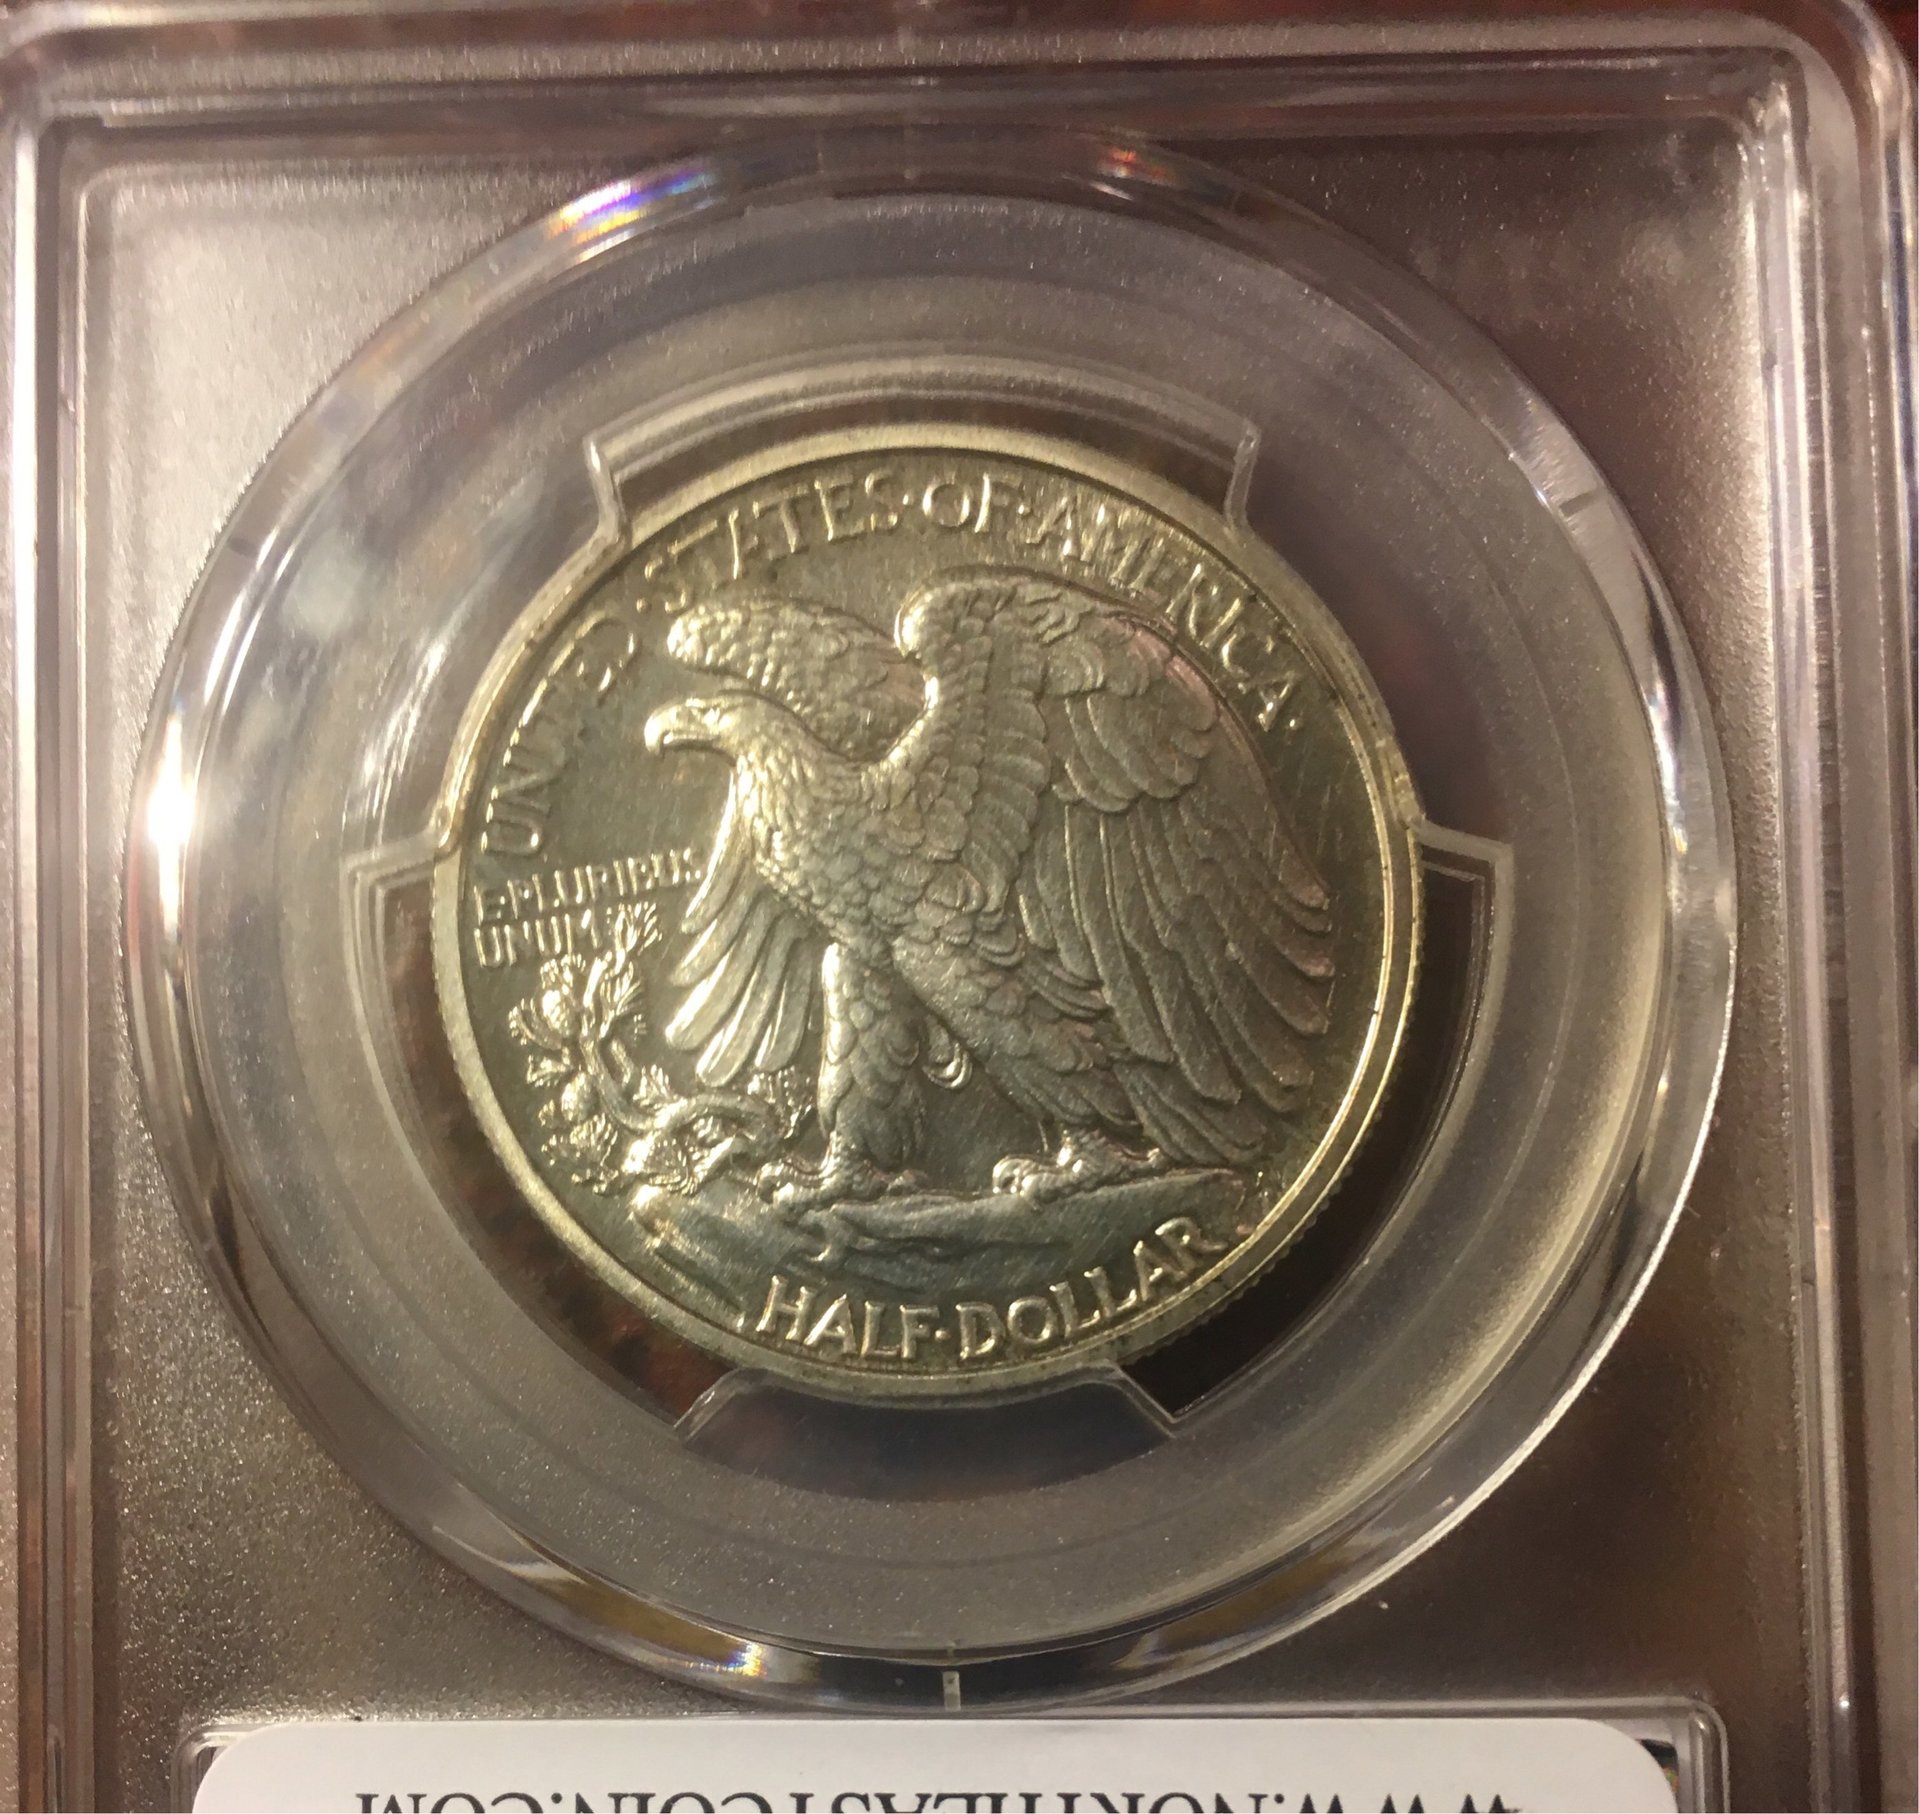 UNITED·STATES·OF·AMERICA·
E·PLURIBUS
UNUM
HALF·DOLLAR
WWW.NORTHEASTCOIN.COM